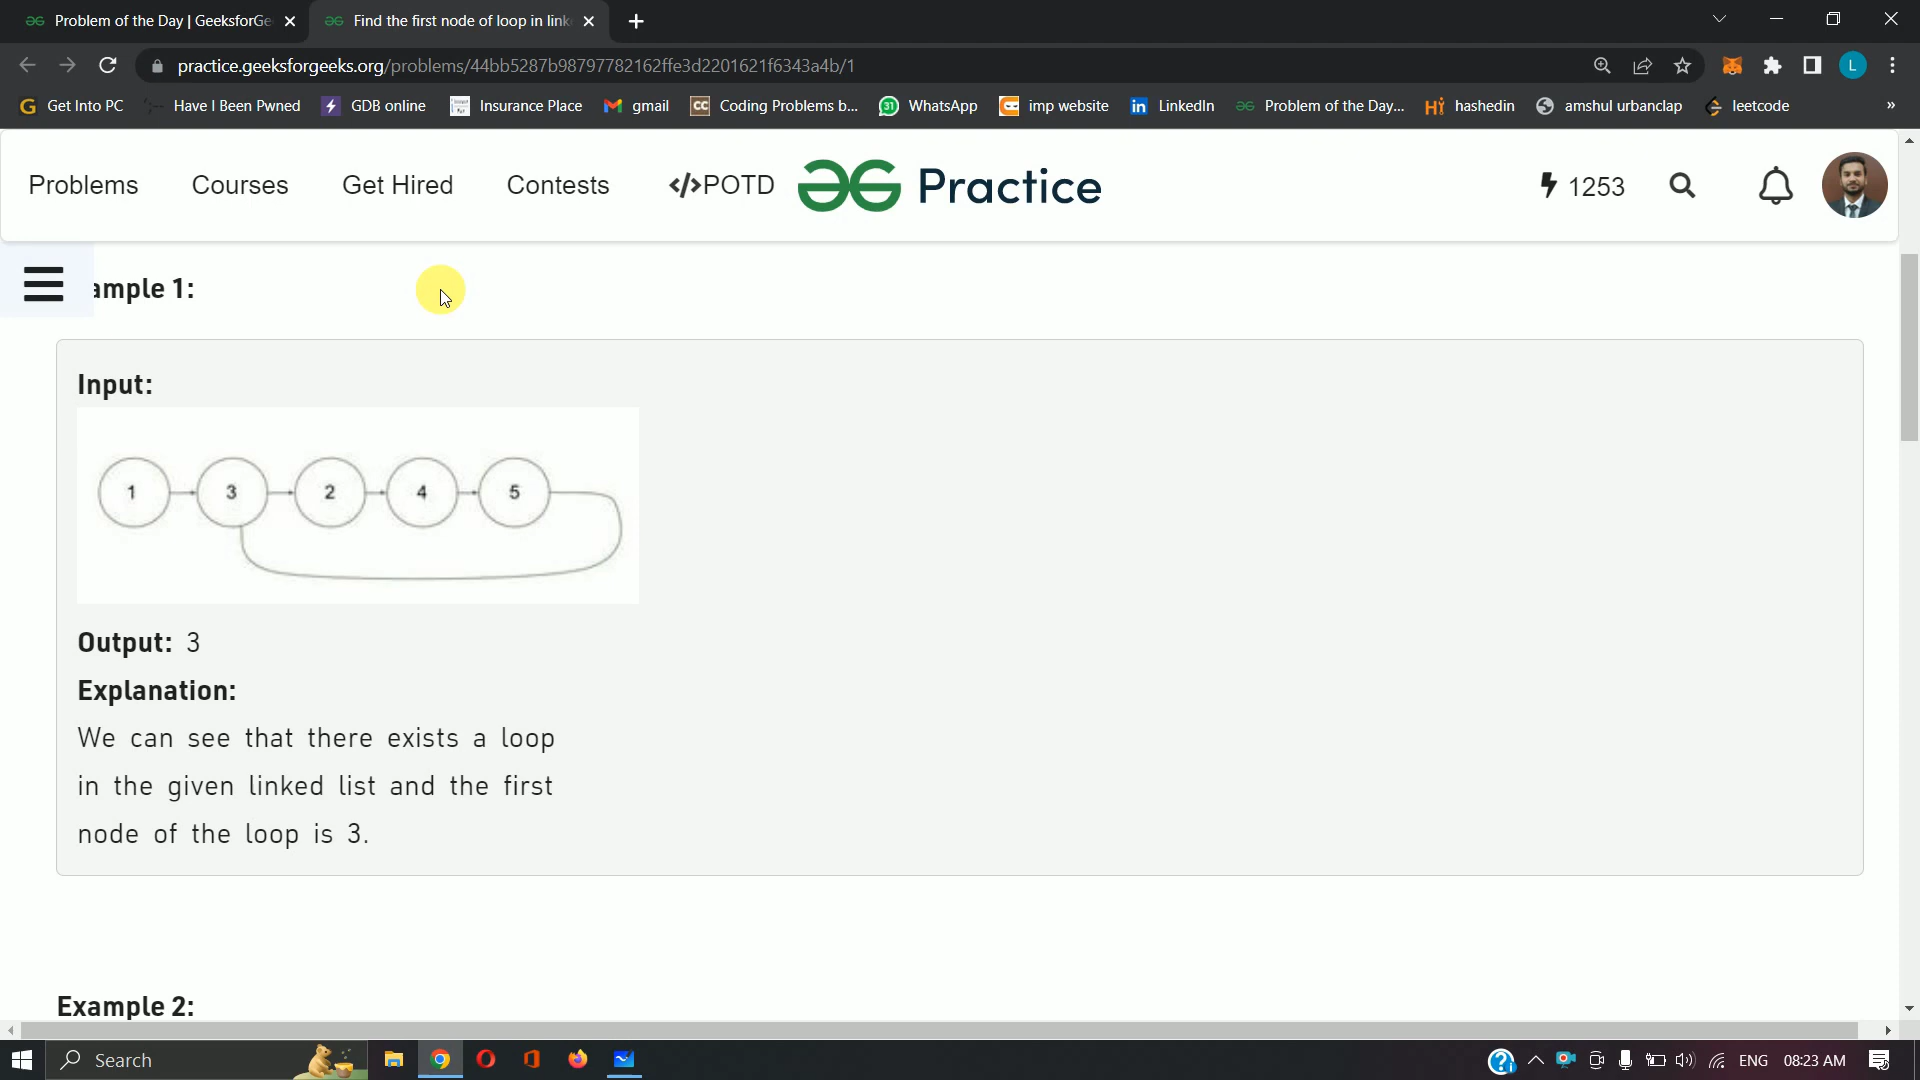 Problem of the Day | GeeksforGe
Find the first node of loop in link
practice.geeksforgeeks.org/problems/44bb5287b98797782162ffe3d2201621f6343a4b/1
L
Get Into PC
Have I Been Pwned
GDB online
Insurance Place
gmail
CC
Coding Problems b...
31
WhatsApp
imp website
in
LinkedIn
Problem of the Day...
Hi
hashedin
amshul urbanclap
leetcode
»
Problems
Courses
Get Hired
Contests
</>POTD
Practice
1253
ample 1:
Input:
1 3 2 4 5
Output: 3
Explanation:
We can see that there exists a loop
in the given linked list and the first
node of the loop is 3.
Example 2:
Search
ENG
08:23 AM